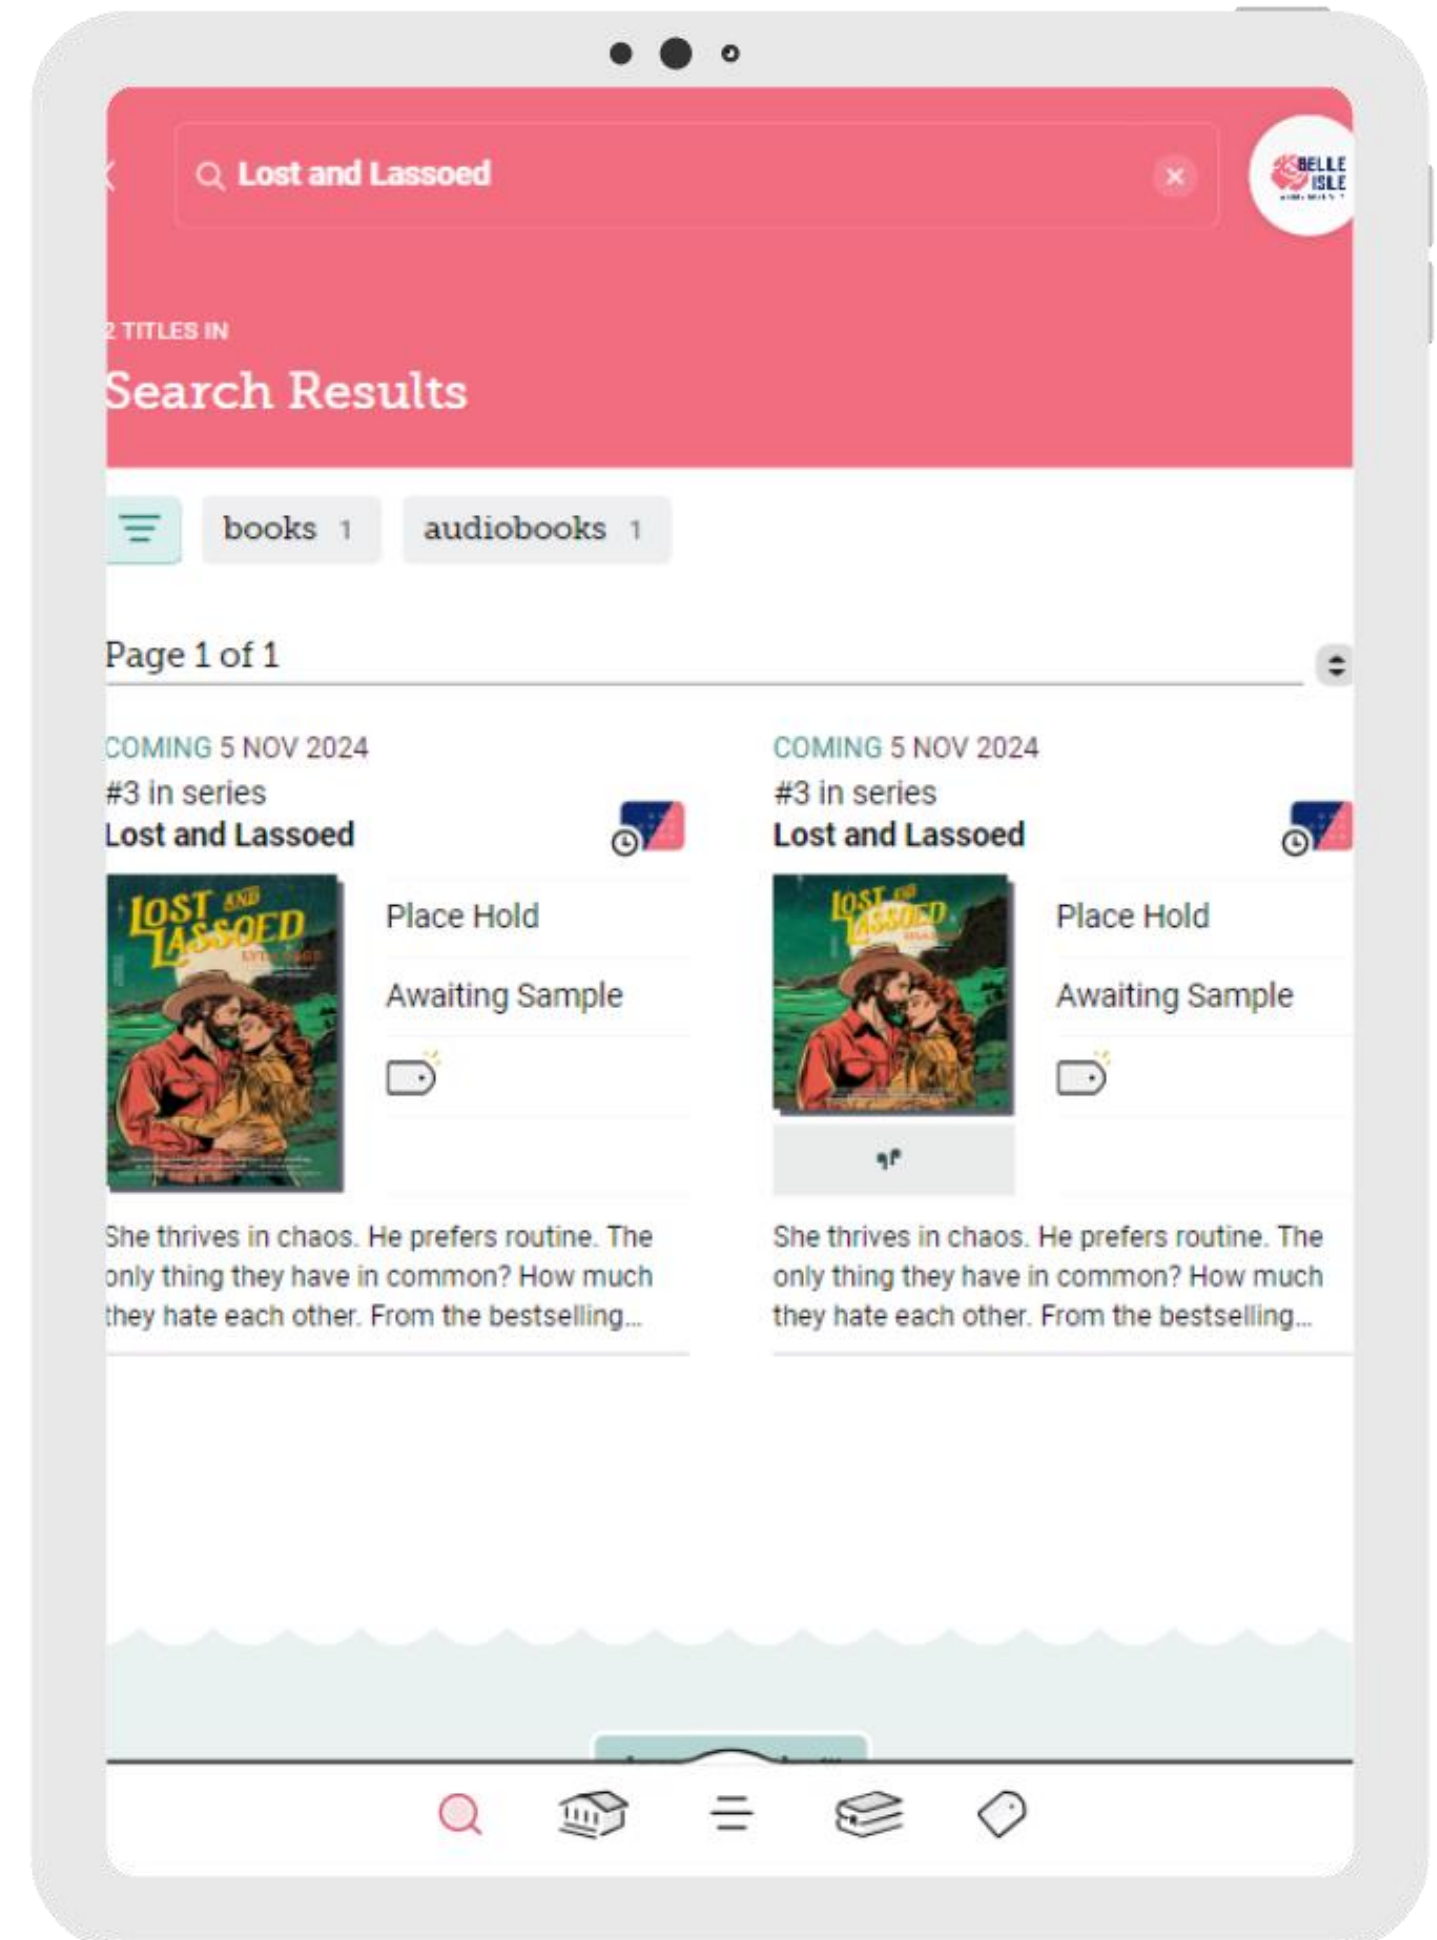 Lost and Lassoed
BELLE
ISLE
2 TITLES IN
Search Results
books 1
audiobooks 1
Page 1 of 1
COMING 5 NOV 2024
#3 in series
Lost and Lassoed
LOST AND
LASSOED
Place Hold
Awaiting Sample
She thrives in chaos. He prefers routine. The
only thing they have in common? How much
they hate each other. From the bestselling...
COMING 5 NOV 2024
#3 in series
Lost and Lassoed
LOST AND
LASSOED
Place Hold
Awaiting Sample
She thrives in chaos. He prefers routine. The
only thing they have in common? How much
they hate each other. From the bestselling...